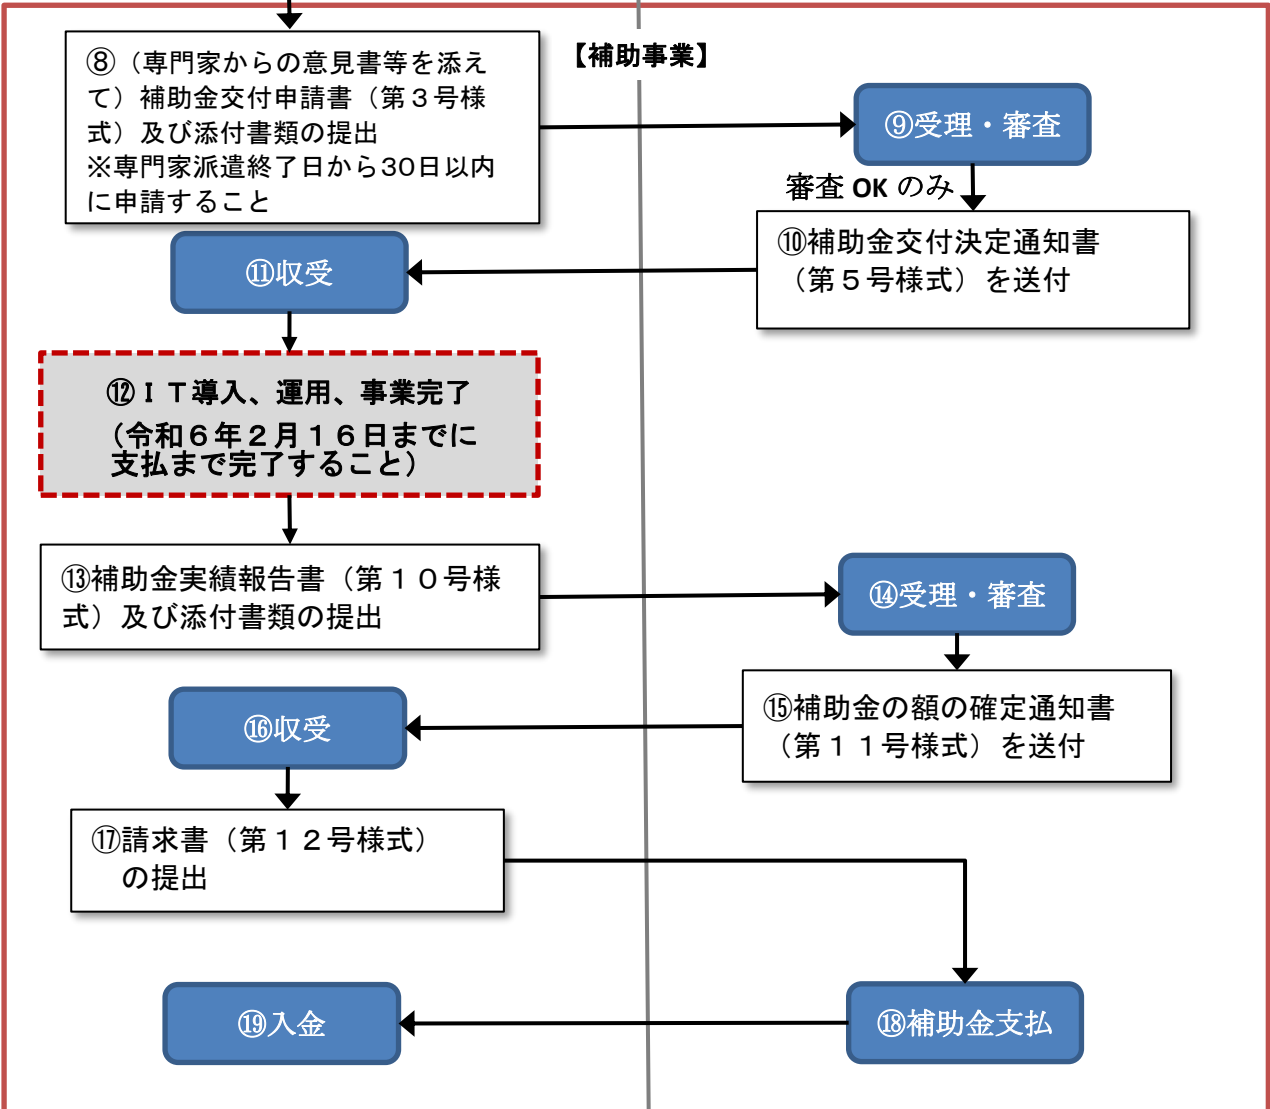 【補助事業】
⑧（専門家からの意見書等を添え
て）補助金交付申請書（第３号様
式）及び添付書類の提出
※専門家派遣終了日から30日以内
に申請すること
⑨受理・審査
審査 OK のみ
⑩補助金交付決定通知書
（第５号様式）を送付
⑪収受
⑫ＩＴ導入、運用、事業完了
（令和６年２月１６日までに
支払まで完了すること）
⑬補助金実績報告書（第１０号様
式）及び添付書類の提出
⑭受理・審査
⑮補助金の額の確定通知書
（第１１号様式）を送付
⑯収受
⑰請求書（第１２号様式）
の提出
⑱補助金支払
⑲入金